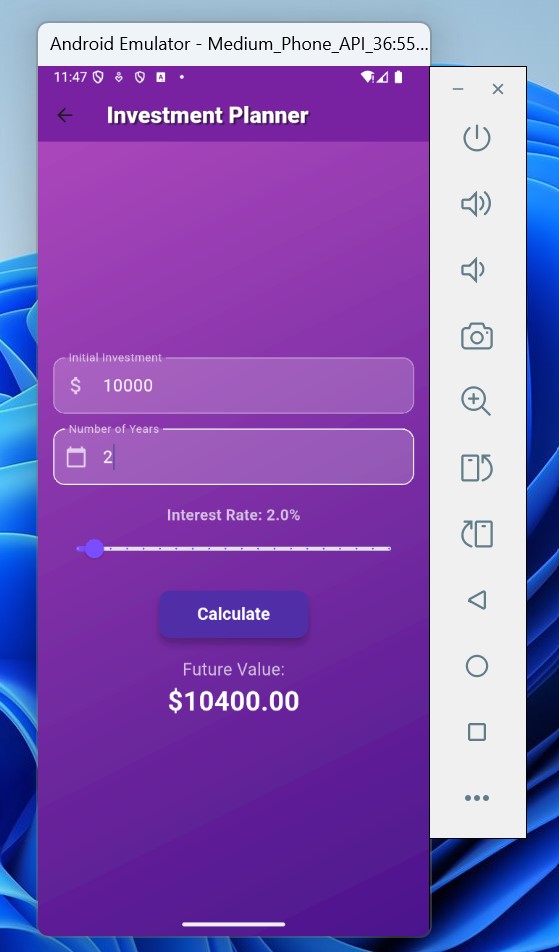 Android Emulator - Medium_Phone_API_36:55...
11:47
Investment Planner
Initial Investment
$ 10000
Number of Years
2
Interest Rate: 2.0%
Calculate
Future Value:
$10400.00